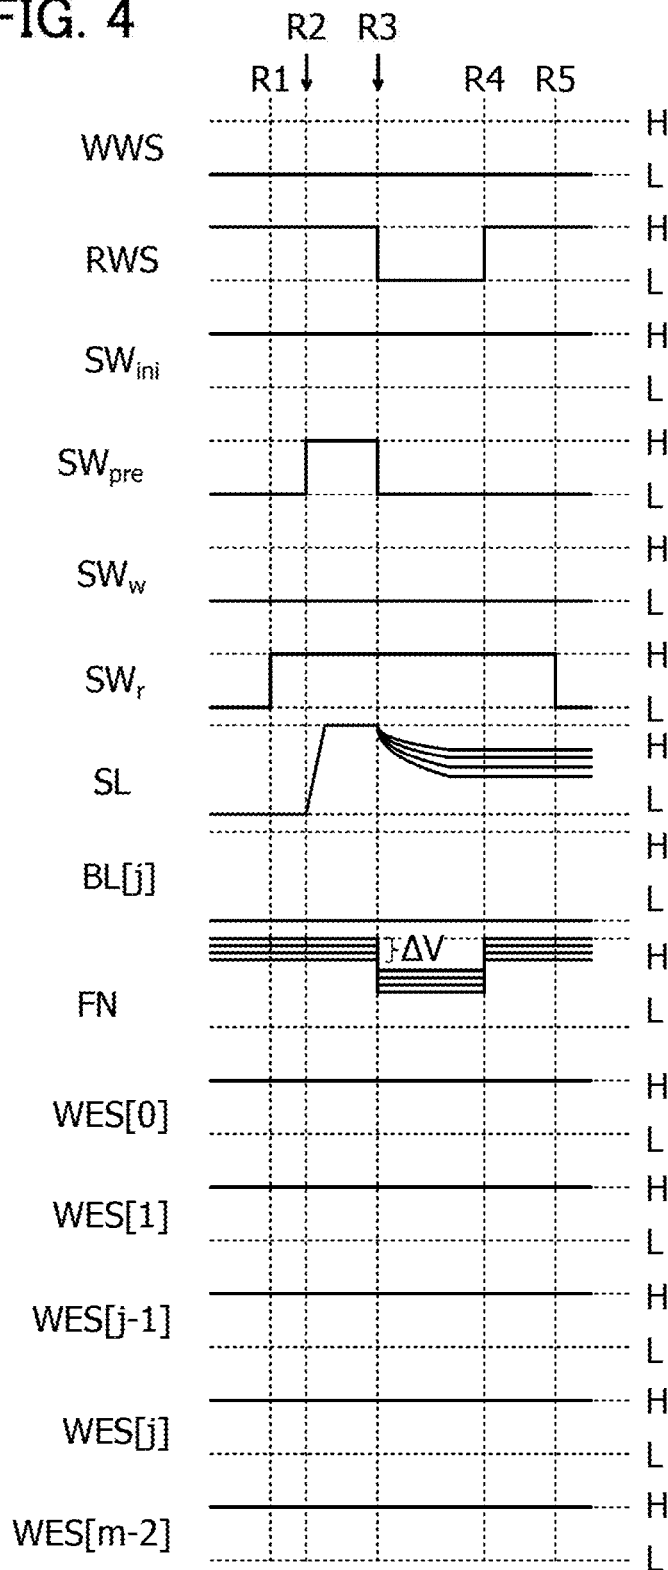 FIG. 4
R2 R3
R1 R4 R5
WWS H
L
RWS H
L
SWini H
L
SWpre H
L
SWw H
L
SWr H
L
SL H
L
BL[j] H
L
ΔV
FN H
L
WES[0] H
L
WES[1] H
L
WES[j-1] H
L
WES[j] H
L
WES[m-2] H
L